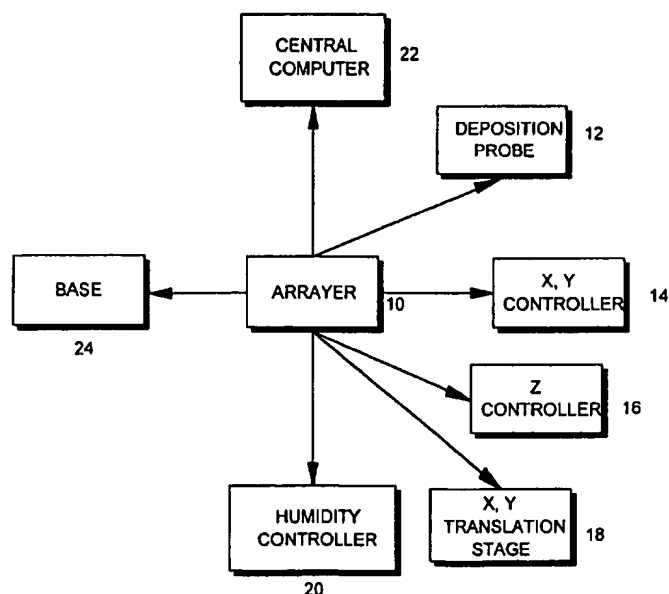 CENTRAL
COMPUTER
22
DEPOSITION
PROBE
12
BASE
24
ARRAYER
10
X, Y
CONTROLLER
14
Z
CONTROLLER
16
HUMIDITY
CONTROLLER
20
X, Y
TRANSLATION
STAGE
18